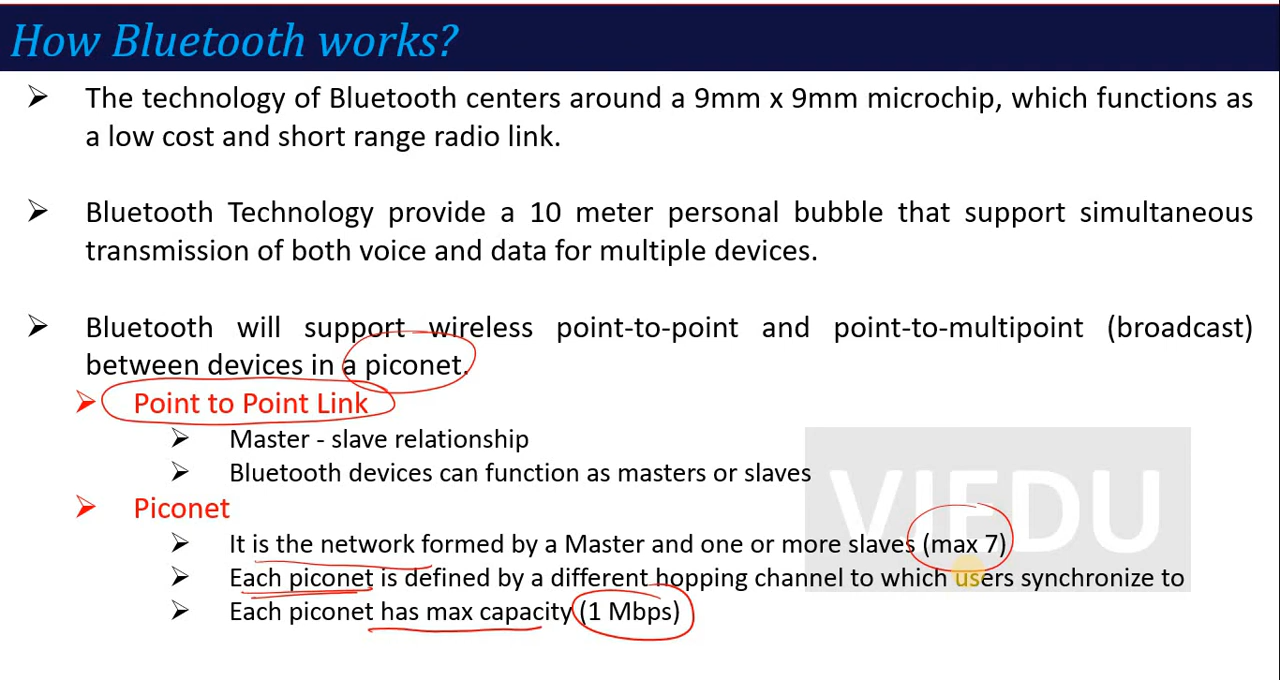 How Bluetooth works?
➢ The technology of Bluetooth centers around a 9mm x 9mm microchip, which functions as
a low cost and short range radio link.
➢ Bluetooth Technology provide a 10 meter personal bubble that support simultaneous
transmission of both voice and data for multiple devices.
➢ Bluetooth will support wireless point-to-point and point-to-multipoint (broadcast)
between devices in a piconet.
➢ Point to Point Link
➢ Master - slave relationship
➢ Bluetooth devices can function as masters or slaves
VIEDU
➢ Piconet
➢ It is the network formed by a Master and one or more slaves (max 7)
➢ Each piconet is defined by a different hopping channel to which users synchronize to
➢ Each piconet has max capacity (1 Mbps)